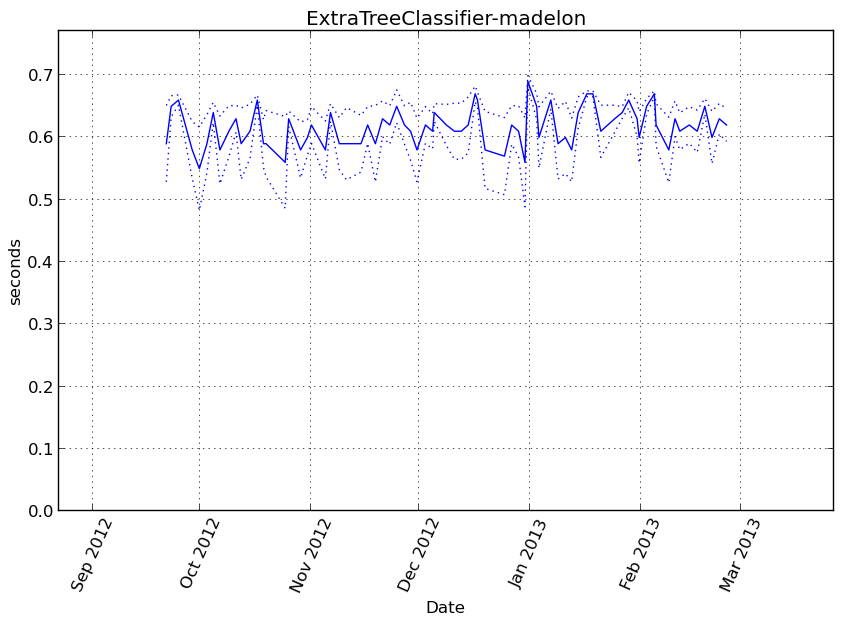 ExtraTreeClassifier-madelon
0.7
0.6
0.5
0.4
0.3
0.2
0.1
0.0
seconds
Sep 2012
Oct 2012
Nov 2012
Dec 2012
Jan 2013
Feb 2013
Mar 2013
Date